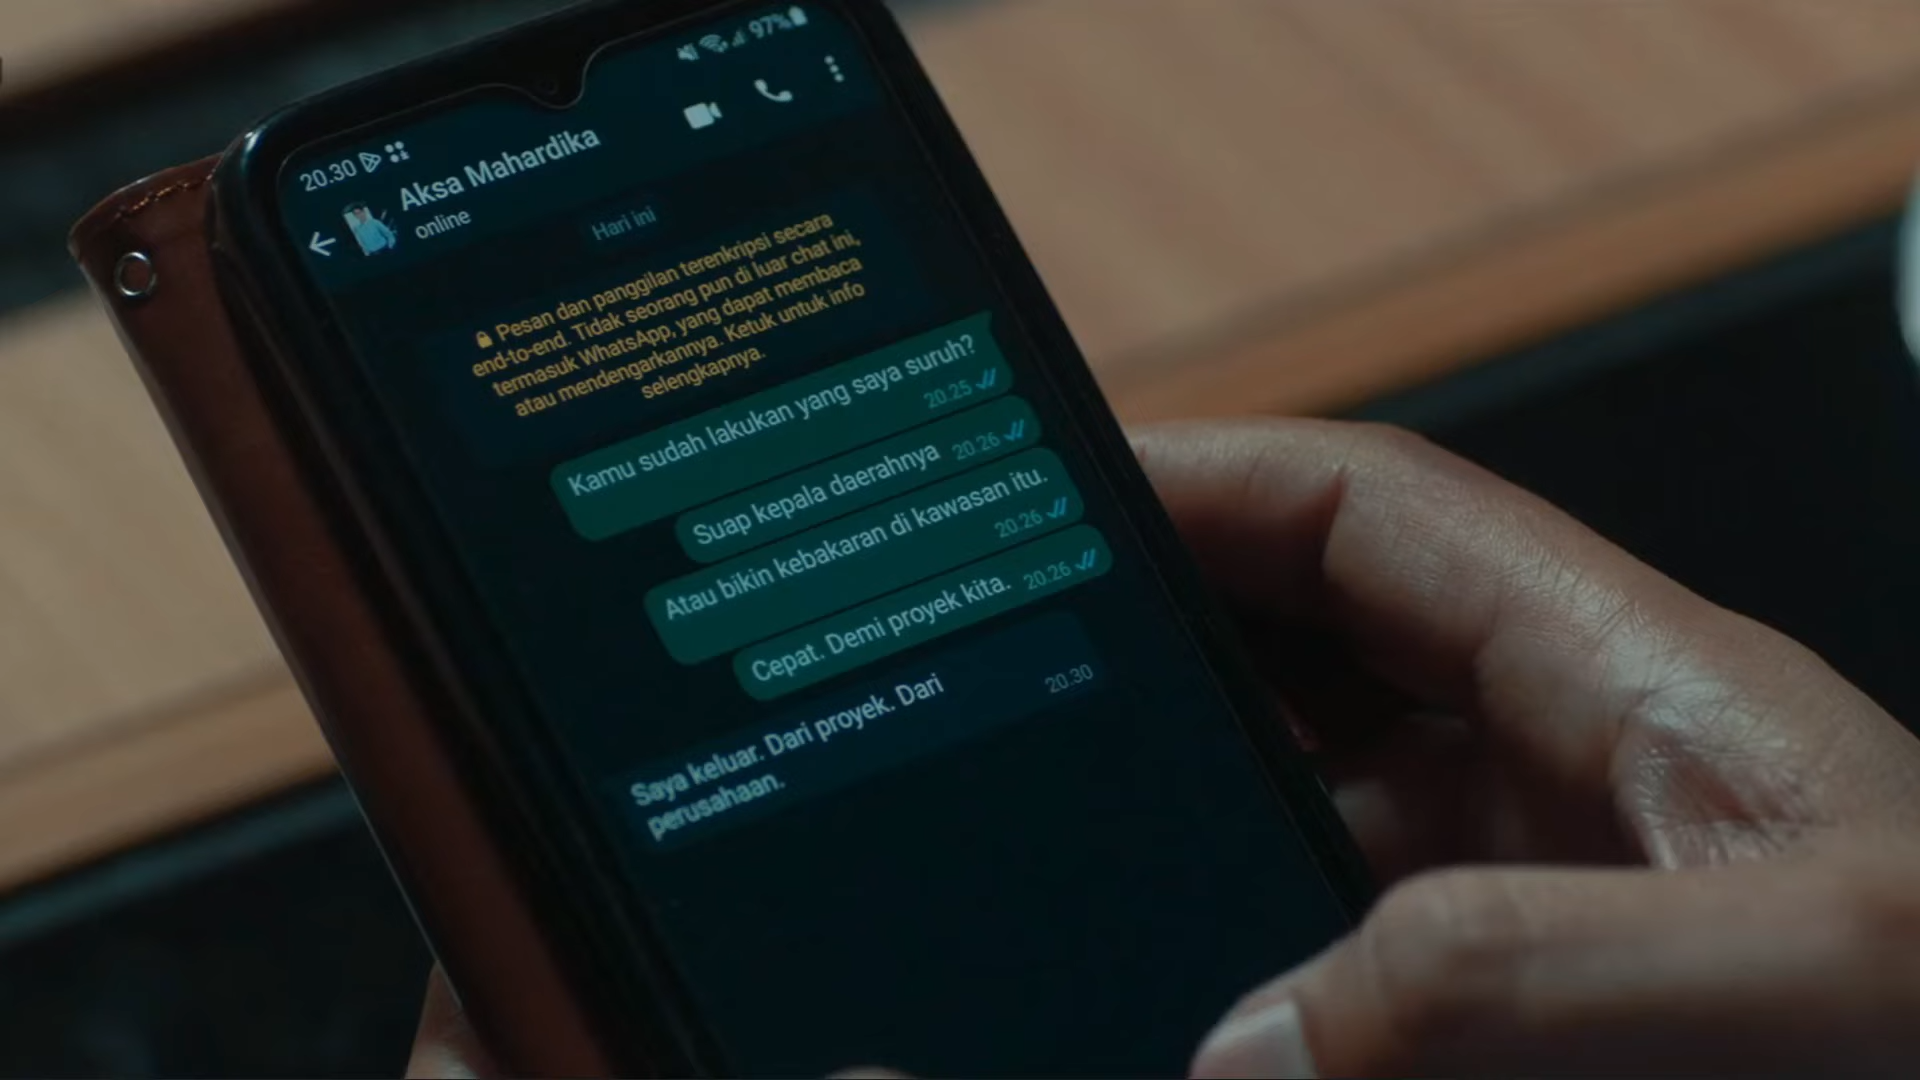 97%
20.30
Aksa Mahardika
online
Hari ini
Pesan dan panggilan terenkripsi secara
end-to-end. Tidak seorang pun di luar chat ini,
termasuk WhatsApp, yang dapat membaca
atau mendengarkannya. Ketuk untuk info
selengkapnya.
Kamu sudah lakukan yang saya suruh?
20.25
Suap kepala daerahnya 20.26
Atau bikin kebakaran di kawasan itu.
20.26
Cepat. Demi proyek kita. 20.26
Saya keluar. Dari proyek. Dari
perusahaan.
20.30